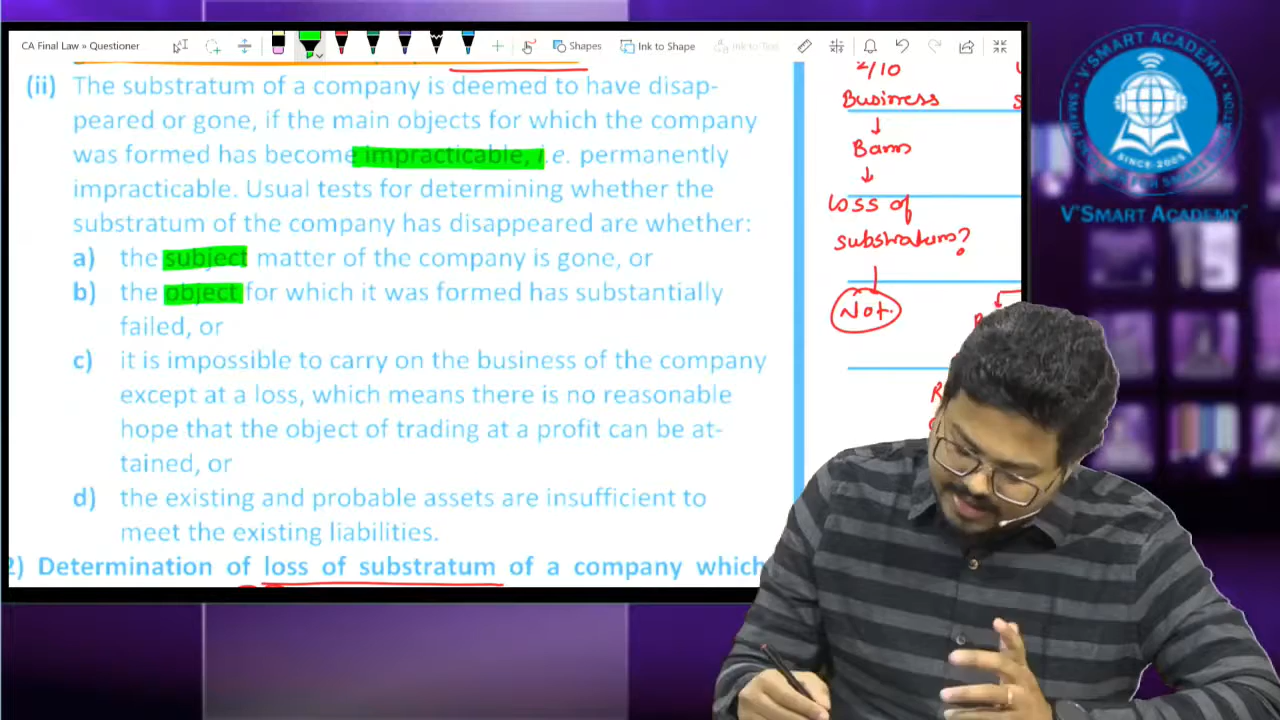 CA Final Law » Questioner
Shapes
Ink to Shape
Ink to Text
(ii) The substratum of a company is deemed to have disap-
peared or gone, if the main objects for which the company
was formed has become impracticable, i.e. permanently
impracticable. Usual tests for determining whether the
substratum of the company has disappeared are whether:
a) the subject matter of the company is gone, or
b) the object for which it was formed has substantially
failed, or
c) it is impossible to carry on the business of the company
except at a loss, which means there is no reasonable
hope that the object of trading at a profit can be at-
tained, or
d) the existing and probable assets are insufficient to
meet the existing liabilities.
2) Determination of loss of substratum of a company which
2/10
Business
loss of
substratum?
Not.
V'SMART ACADEMY
SINCE-2005
V'SMART ACADEMY